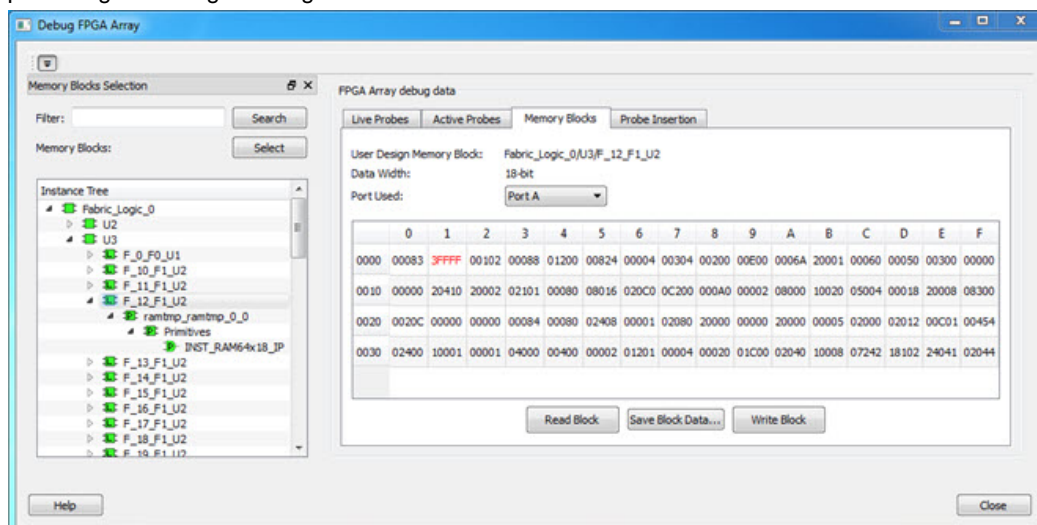 Debug FPGA Array
Memory Blocks Selection
Filter:
Search
Memory Blocks:
Select
Instance Tree
Fabric_Logic_0
U2
U3
F_0_F0_U1
F_10_F1_U2
F_11_F1_U2
F_12_F1_U2
ramtmp_ramtmp_0_0
Primitives
INST_RAM64x18_IP
F_13_F1_U2
F_14_F1_U2
F_15_F1_U2
F_16_F1_U2
F_17_F1_U2
F_18_F1_U2
F_19_F1_U2
FPGA Array debug data
Live Probes Active Probes Memory Blocks Probe Insertion
User Design Memory Block: Fabric_Logic_0/U3/F_12_F1_U2
Data Width: 18-bit
Port Used: Port A
0 1 2 3 4 5 6 7 8 9 A B C D E F
0000 00083 3FFFF 00102 00088 01200 00824 00004 00304 00200 00E00 0006A 20001 00060 00050 00300 00000
0010 00000 20410 20002 02101 00080 08016 020C0 0C200 000A0 00002 08000 10020 05004 00018 20008 08300
0020 0020C 00000 00000 00084 00080 02408 00001 02080 20000 00000 20000 00005 02000 02012 00C01 00454
0030 02400 10001 00001 04000 00400 00002 01201 00004 00020 01C00 02040 10008 07242 18102 24041 02044
Read Block Save Block Data... Write Block
Help Close